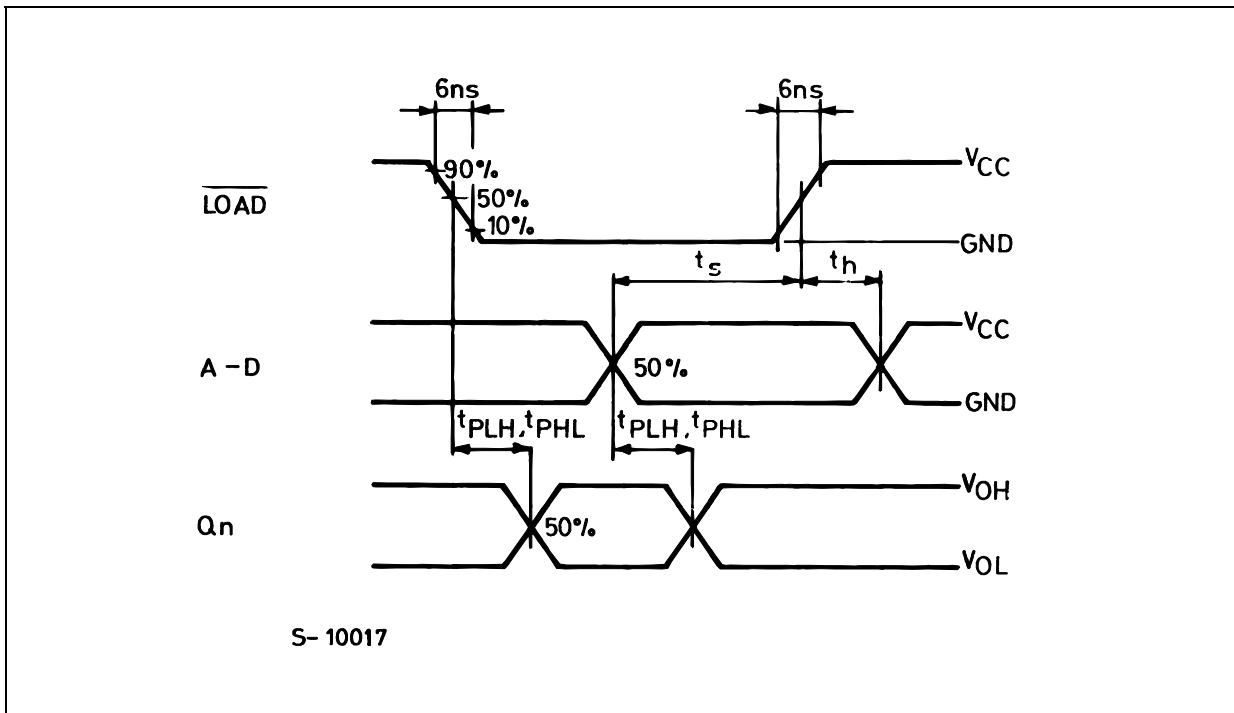 6ns 6ns
90% VCC
LOAD 50%
10%
GND
ts th
VCC
A-D 50%
GND
tPLH,tPHL tPLH,tPHL
VOH
Qn 50%
VOL
S-10017